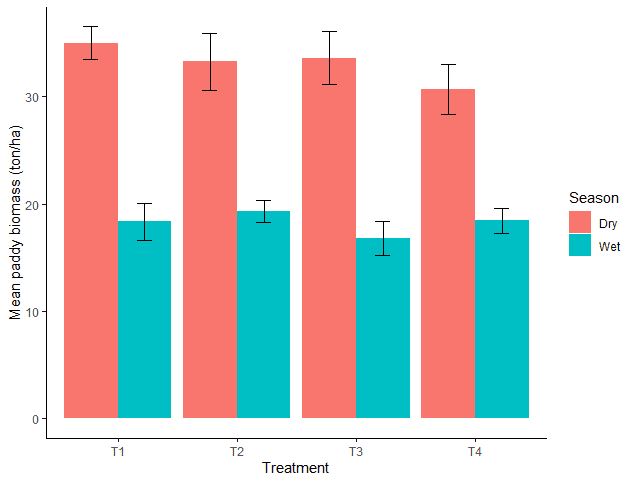 Mean paddy biomass (ton/ha)
30
20
10
0
T1 T2 T3 T4
Treatment
Season
Dry
Wet